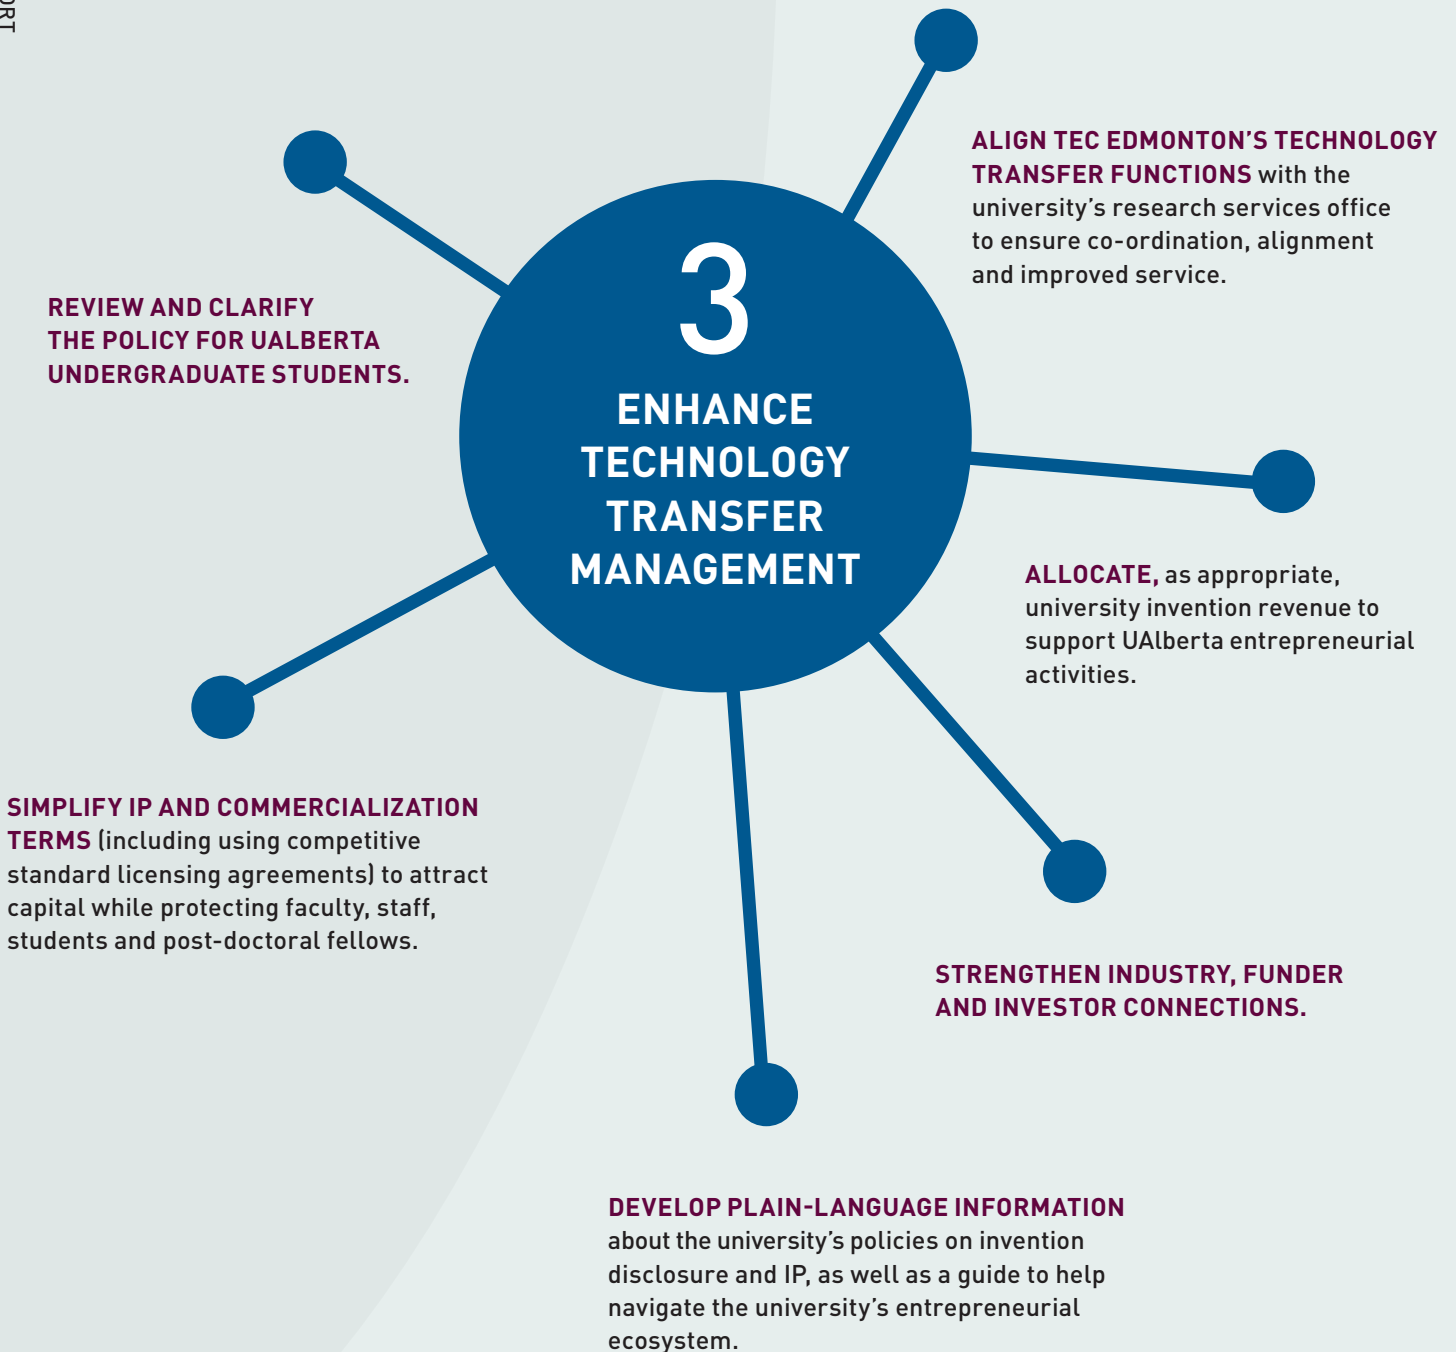 3
ENHANCE
TECHNOLOGY
TRANSFER
MANAGEMENT
ALIGN TEC EDMONTON’S TECHNOLOGY
TRANSFER FUNCTIONS with the
university’s research services office
to ensure co-ordination, alignment
and improved service.
ALLOCATE, as appropriate,
university invention revenue to
support UAlberta entrepreneurial
activities.
STRENGTHEN INDUSTRY, FUNDER
AND INVESTOR CONNECTIONS.
DEVELOP PLAIN-LANGUAGE INFORMATION
about the university’s policies on invention
disclosure and IP, as well as a guide to help
navigate the university’s entrepreneurial
ecosystem.
SIMPLIFY IP AND COMMERCIALIZATION
TERMS (including using competitive
standard licensing agreements) to attract
capital while protecting faculty, staff,
students and post-doctoral fellows.
REVIEW AND CLARIFY
THE POLICY FOR UALBERTA
UNDERGRADUATE STUDENTS.